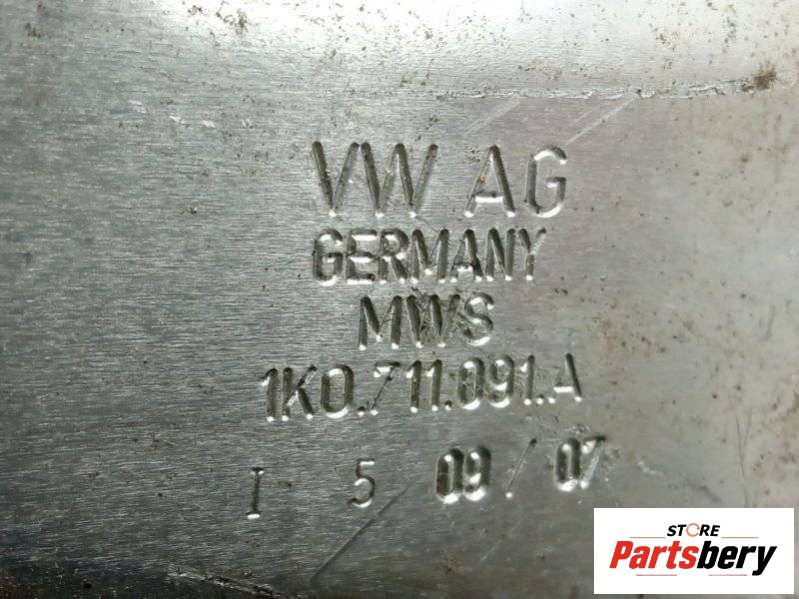 VW AG
GERMANY
MWS
1K0.711.091.A
I - 5 09/07
STORE
Partsbery